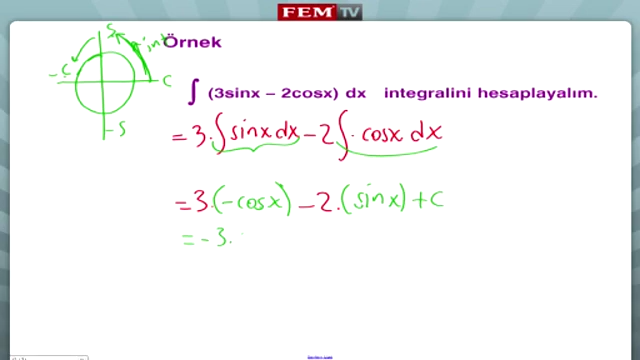 FEM TV
Örnek
∫ (3sinx – 2cosx) dx integralini hesaplayalım.
S
int
-C
C
-S
= 3.∫sinx dx – 2∫.cosx dx
= 3.(-cosx) – 2.(sinx) + c
= -3.